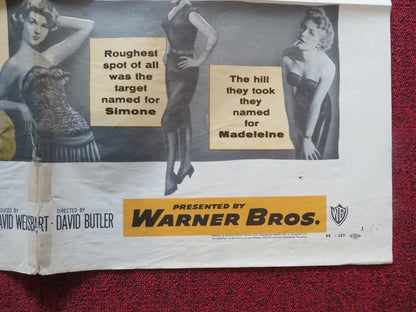 Roughest
spot of all
was the
target
named for
Simone
The hill
they took
they
named for
Madeleine
DIRECTED BY
DAVID WEISBART - DAVID BUTLER
PRESENTED BY
WARNER BROS.
WB